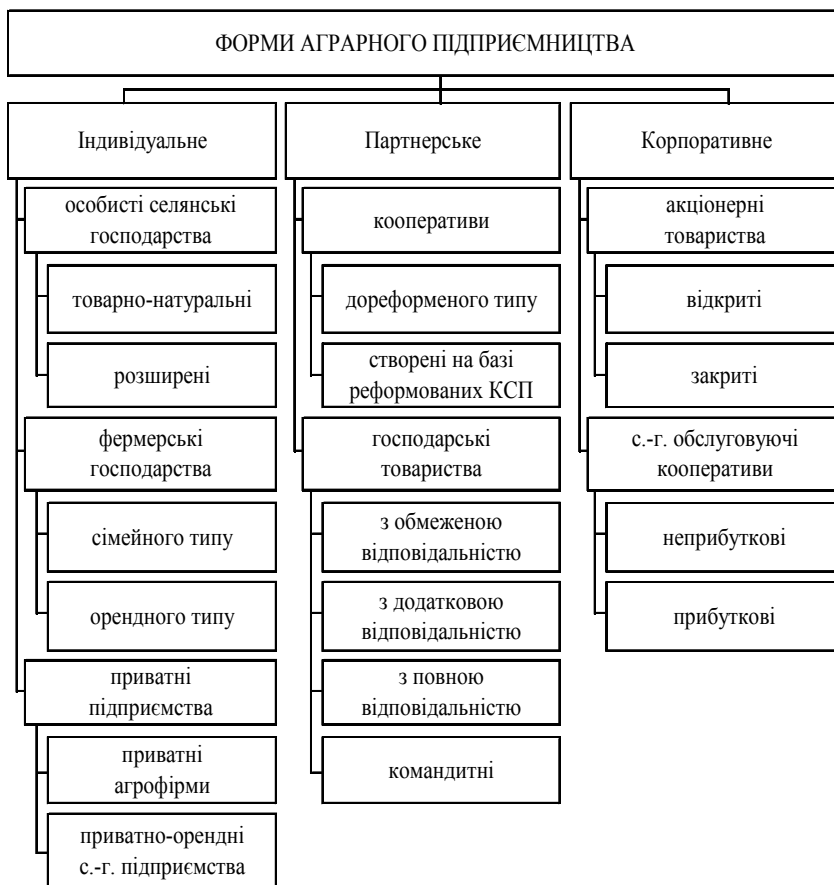 ФОРМИ АГРАРНОГО ПІДПРИЄМНИЦТВА
Індивідуальне
особисті селянські
господарства
товарно-натуральні
розширені
фермерські
господарства
сімейного типу
орендного типу
приватні
підприємства
приватні
агрофірми
приватно-орендні
с.-г. підприємства
Партнерське
кооперативи
дореформеного типу
створені на базі
реформованих КСП
господарські
товариства
з обмеженою
відповідальністю
з додатковою
відповідальністю
з повною
відповідальністю
командитні
Корпоративне
акціонерні
товариства
відкриті
закриті
с.-г. обслуговуючі
кооперативи
неприбуткові
прибуткові